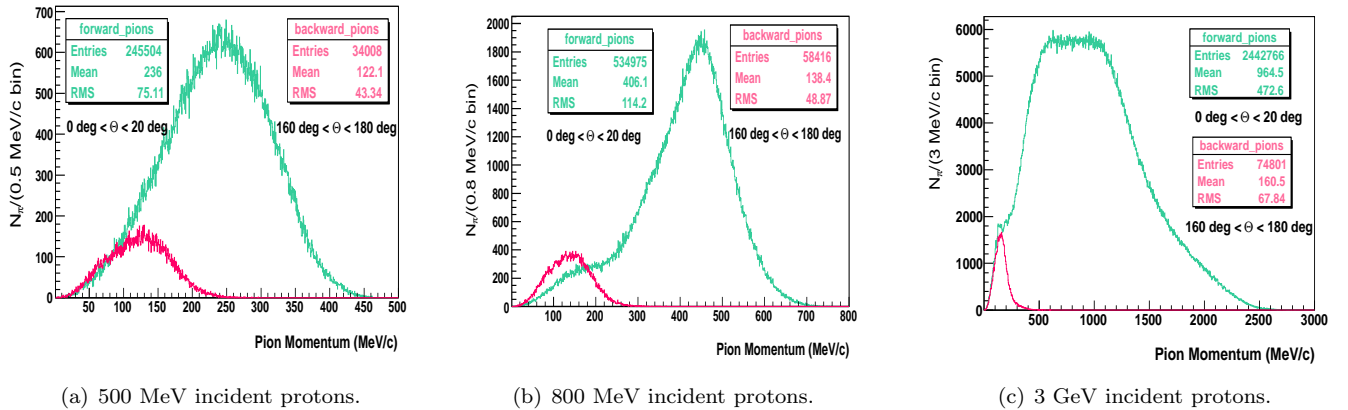 forward_pions
Entries 245504
Mean 236
RMS 75.11
backward_pions
Entries 34008
Mean 122.1
RMS 43.34
0 deg < Θ < 20 deg
160 deg < Θ < 180 deg
N_π/(0.5 MeV/c bin)
0
100
200
300
400
500
600
700
0 50 100 150 200 250 300 350 400 450 500
Pion Momentum (MeV/c)
(a) 500 MeV incident protons.
forward_pions
Entries 534975
Mean 406.1
RMS 114.2
backward_pions
Entries 58416
Mean 138.4
RMS 48.87
0 deg < Θ < 20 deg
160 deg < Θ < 180 deg
N_π/(0.8 MeV/c bin)
0
200
400
600
800
1000
1200
1400
1600
1800
2000
100 200 300 400 500 600 700 800
Pion Momentum (MeV/c)
(b) 800 MeV incident protons.
forward_pions
Entries 2442766
Mean 964.5
RMS 472.6
0 deg < Θ < 20 deg
backward_pions
Entries 74801
Mean 160.5
RMS 67.84
160 deg < Θ < 180 deg
N_π/(3 MeV/c bin)
0
1000
2000
3000
4000
5000
6000
0 500 1000 1500 2000 2500 3000
Pion Momentum (MeV/c)
(c) 3 GeV incident protons.